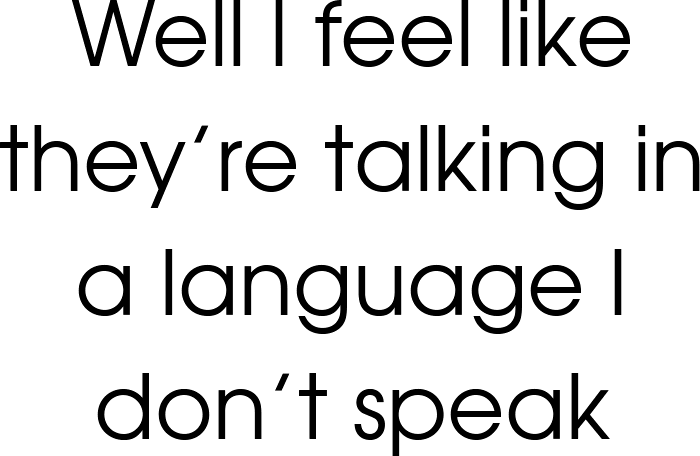 Well I feel like
they're talking in
a language I
don't speak